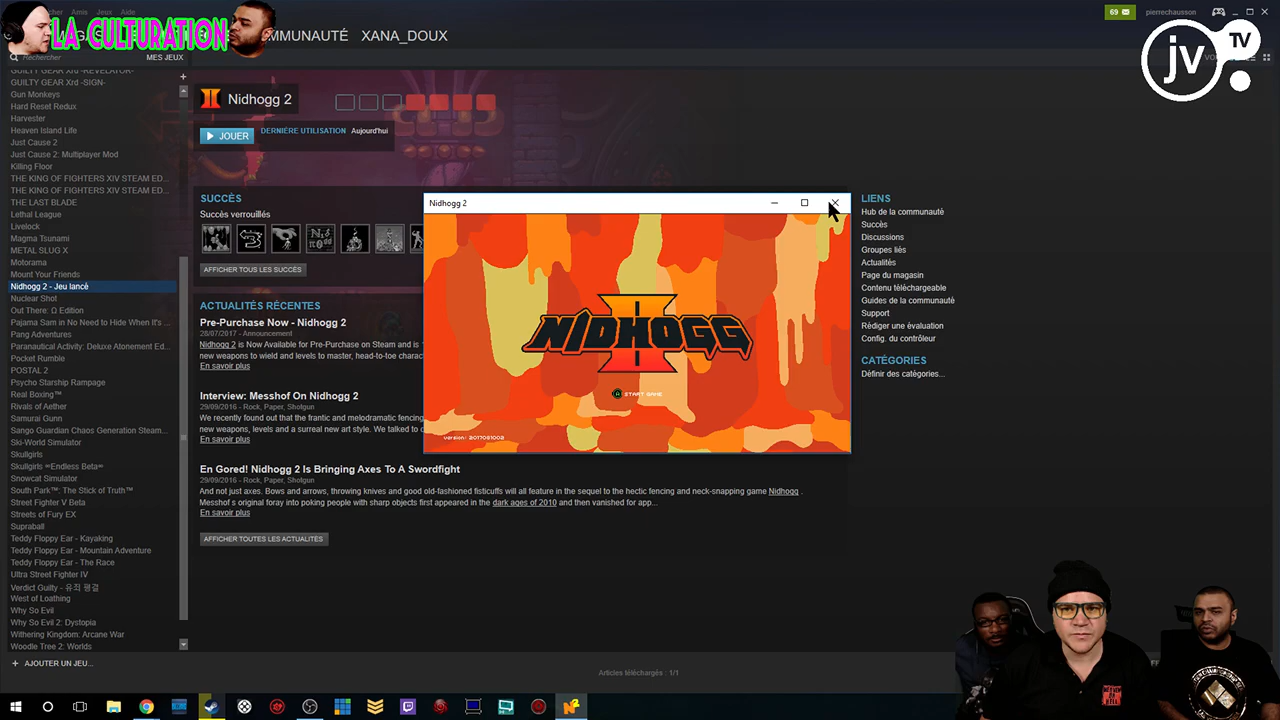 LA CULTURATION
Amis Jeux Aide
69
pierrechausson
OMMUNAUTÉ XANA_DOUX
jv TV
Rechercher MES JEUX
GUILTY GEAR Xrd -REVELATOR-
GUILTY GEAR Xrd -SIGN-
Gun Monkeys
Hard Reset Redux
Harvester
Heaven Island Life
Just Cause 2
Just Cause 2: Multiplayer Mod
Killing Floor
THE KING OF FIGHTERS XIV STEAM ED...
THE KING OF FIGHTERS XIV STEAM ED...
THE LAST BLADE
Lethal League
Livelock
Magma Tsunami
METAL SLUG X
Motorama
Mount Your Friends
Nidhogg 2 - Jeu lancé
Nuclear Shot
Out There: Ω Edition
Pajama Sam in No Need to Hide When It's ...
Pang Adventures
Paranautical Activity: Deluxe Atonement Ed...
Pocket Rumble
POSTAL 2
Psycho Starship Rampage
Real Boxing™
Rivals of Aether
Samurai Gunn
Sango Guardian Chaos Generation Steam...
Ski-World Simulator
Skullgirls
Skullgirls ∞Endless Beta∞
Snowcat Simulator
South Park™: The Stick of Truth™
Street Fighter V Beta
Streets of Fury EX
Supraball
Teddy Floppy Ear - Kayaking
Teddy Floppy Ear - Mountain Adventure
Teddy Floppy Ear - The Race
Ultra Street Fighter IV
Verdict Guilty - 유죄 평결
West of Loathing
Why So Evil
Why So Evil 2: Dystopia
Withering Kingdom: Arcane War
Woodle Tree 2: Worlds
+ AJOUTER UN JEU...
Nidhogg 2
JOUER
DERNIÈRE UTILISATION Aujourd'hui
SUCCÈS
Succès verrouillés
AFFICHER TOUS LES SUCCÈS
ACTUALITÉS RÉCENTES
Pre-Purchase Now - Nidhogg 2
28/07/2017 - Announcement
Nidhogg 2 is Now Available for Pre-Purchase on Steam and is
new weapons to wield and levels to master, head-to-toe charac
En savoir plus
Interview: Messhof On Nidhogg 2
29/09/2016 - Rock, Paper, Shotgun
We recently found out that the frantic and melodramatic fencing
weapons, levels and a surreal new art style. We talked to
En savoir plus
En Gored! Nidhogg 2 Is Bringing Axes To A Swordfight
29/09/2016 - Rock, Paper, Shotgun
And not just axes. Bows and arrows, throwing knives and good old-fashioned fisticuffs will all feature in the sequel to the hectic fencing and neck-snapping game Nidhogg .
Messhof s original foray into poking people with sharp objects first appeared in the dark ages of 2010 and then vanished for app...
En savoir plus
AFFICHER TOUTES LES ACTUALITÉS
Nidhogg 2
NIDHOGG
A START GAME
Version: 2017081002
LIENS
Hub de la communauté
Succès
Discussions
Groupes liés
Actualités
Page du magasin
Contenu téléchargeable
Guides de la communauté
Support
Rédiger une évaluation
Config. du contrôleur
CATÉGORIES
Définir des catégories...
Articles téléchargés : 1/1